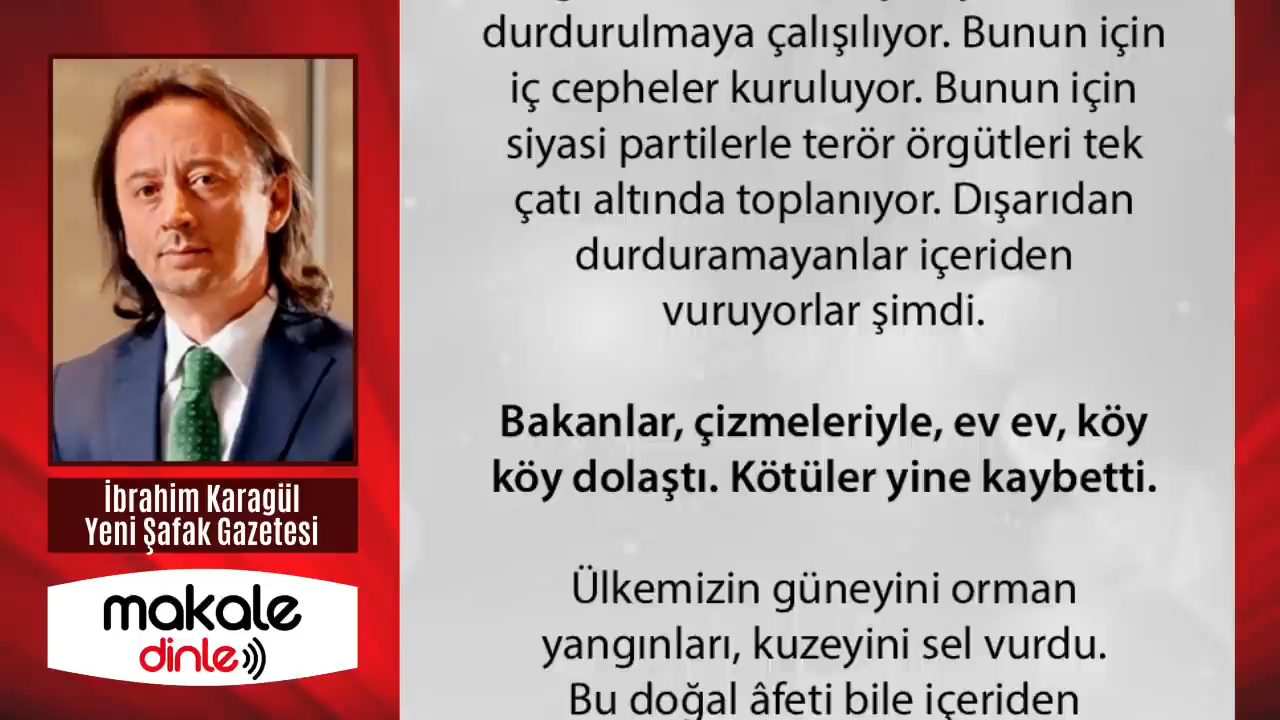 durdurulmaya çalışılıyor. Bunun için
iç cepheler kuruluyor. Bunun için
siyasi partilerle terör örgütleri tek
çatı altında toplanıyor. Dışarıdan
durduramayanlar içeriden
vuruyorlar şimdi.
Bakanlar, çizmeleriyle, ev ev, köy
köy dolaştı. Kötüler yine kaybetti.
Ülkemizin güneyini orman
yangınları, kuzeyini sel vurdu.
Bu doğal âfeti bile içeriden
İbrahim Karagül
Yeni Şafak Gazetesi
makale
dinle